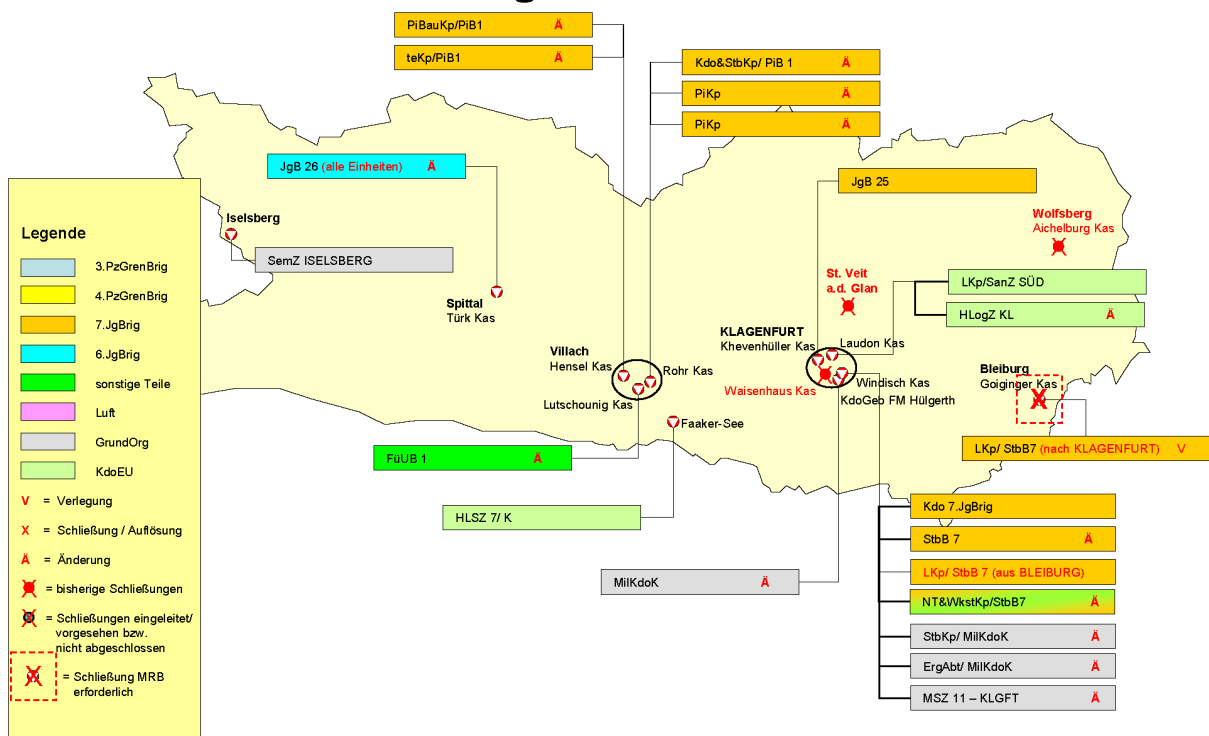 PiBauKp/PiB1 Ä
teKp/PiB1 Ä
Kdo&StbKp/ PiB 1 Ä
PiKp Ä
PiKp Ä
JgB 26 (alle Einheiten) Ä
JgB 25
Iselsberg
SemZ ISELSBERG
Spittal
Türk Kas
Wolfsberg
Aichelburg Kas
St. Veit
a.d. Glan
LKp/SanZ SÜD
HLogZ KL Ä
KLAGENFURT
Khevenhüller Kas
Laudon Kas
Waisenhaus Kas
Windisch Kas
KdoGeb FM Hülgerth
Villach
Hensel Kas
Rohr Kas
Lutschounig Kas
Faaker-See
Bleiburg
Goiginger Kas
LKp/ StbB7 (nach KLAGENFURT) V
FüUB 1 Ä
HLSZ 7/ K
MilKdoK Ä
Kdo 7.JgBrig
StbB 7 Ä
LKp/ StbB 7 (aus BLEIBURG)
NT&WkstKp/StbB7 Ä
StbKp/ MilKdoK Ä
ErgAbt/ MilKdoK Ä
MSZ 11 – KLGFT Ä
Legende
3.PzGrenBrig
4.PzGrenBrig
7.JgBrig
6.JgBrig
sonstige Teile
Luft
GrundOrg
KdoEU
V = Verlegung
X = Schließung / Auflösung
Ä = Änderung
= bisherige Schließungen
= Schließungen eingeleitet/
vorgesehen bzw.
nicht abgeschlossen
= Schließung MRB
erforderlich